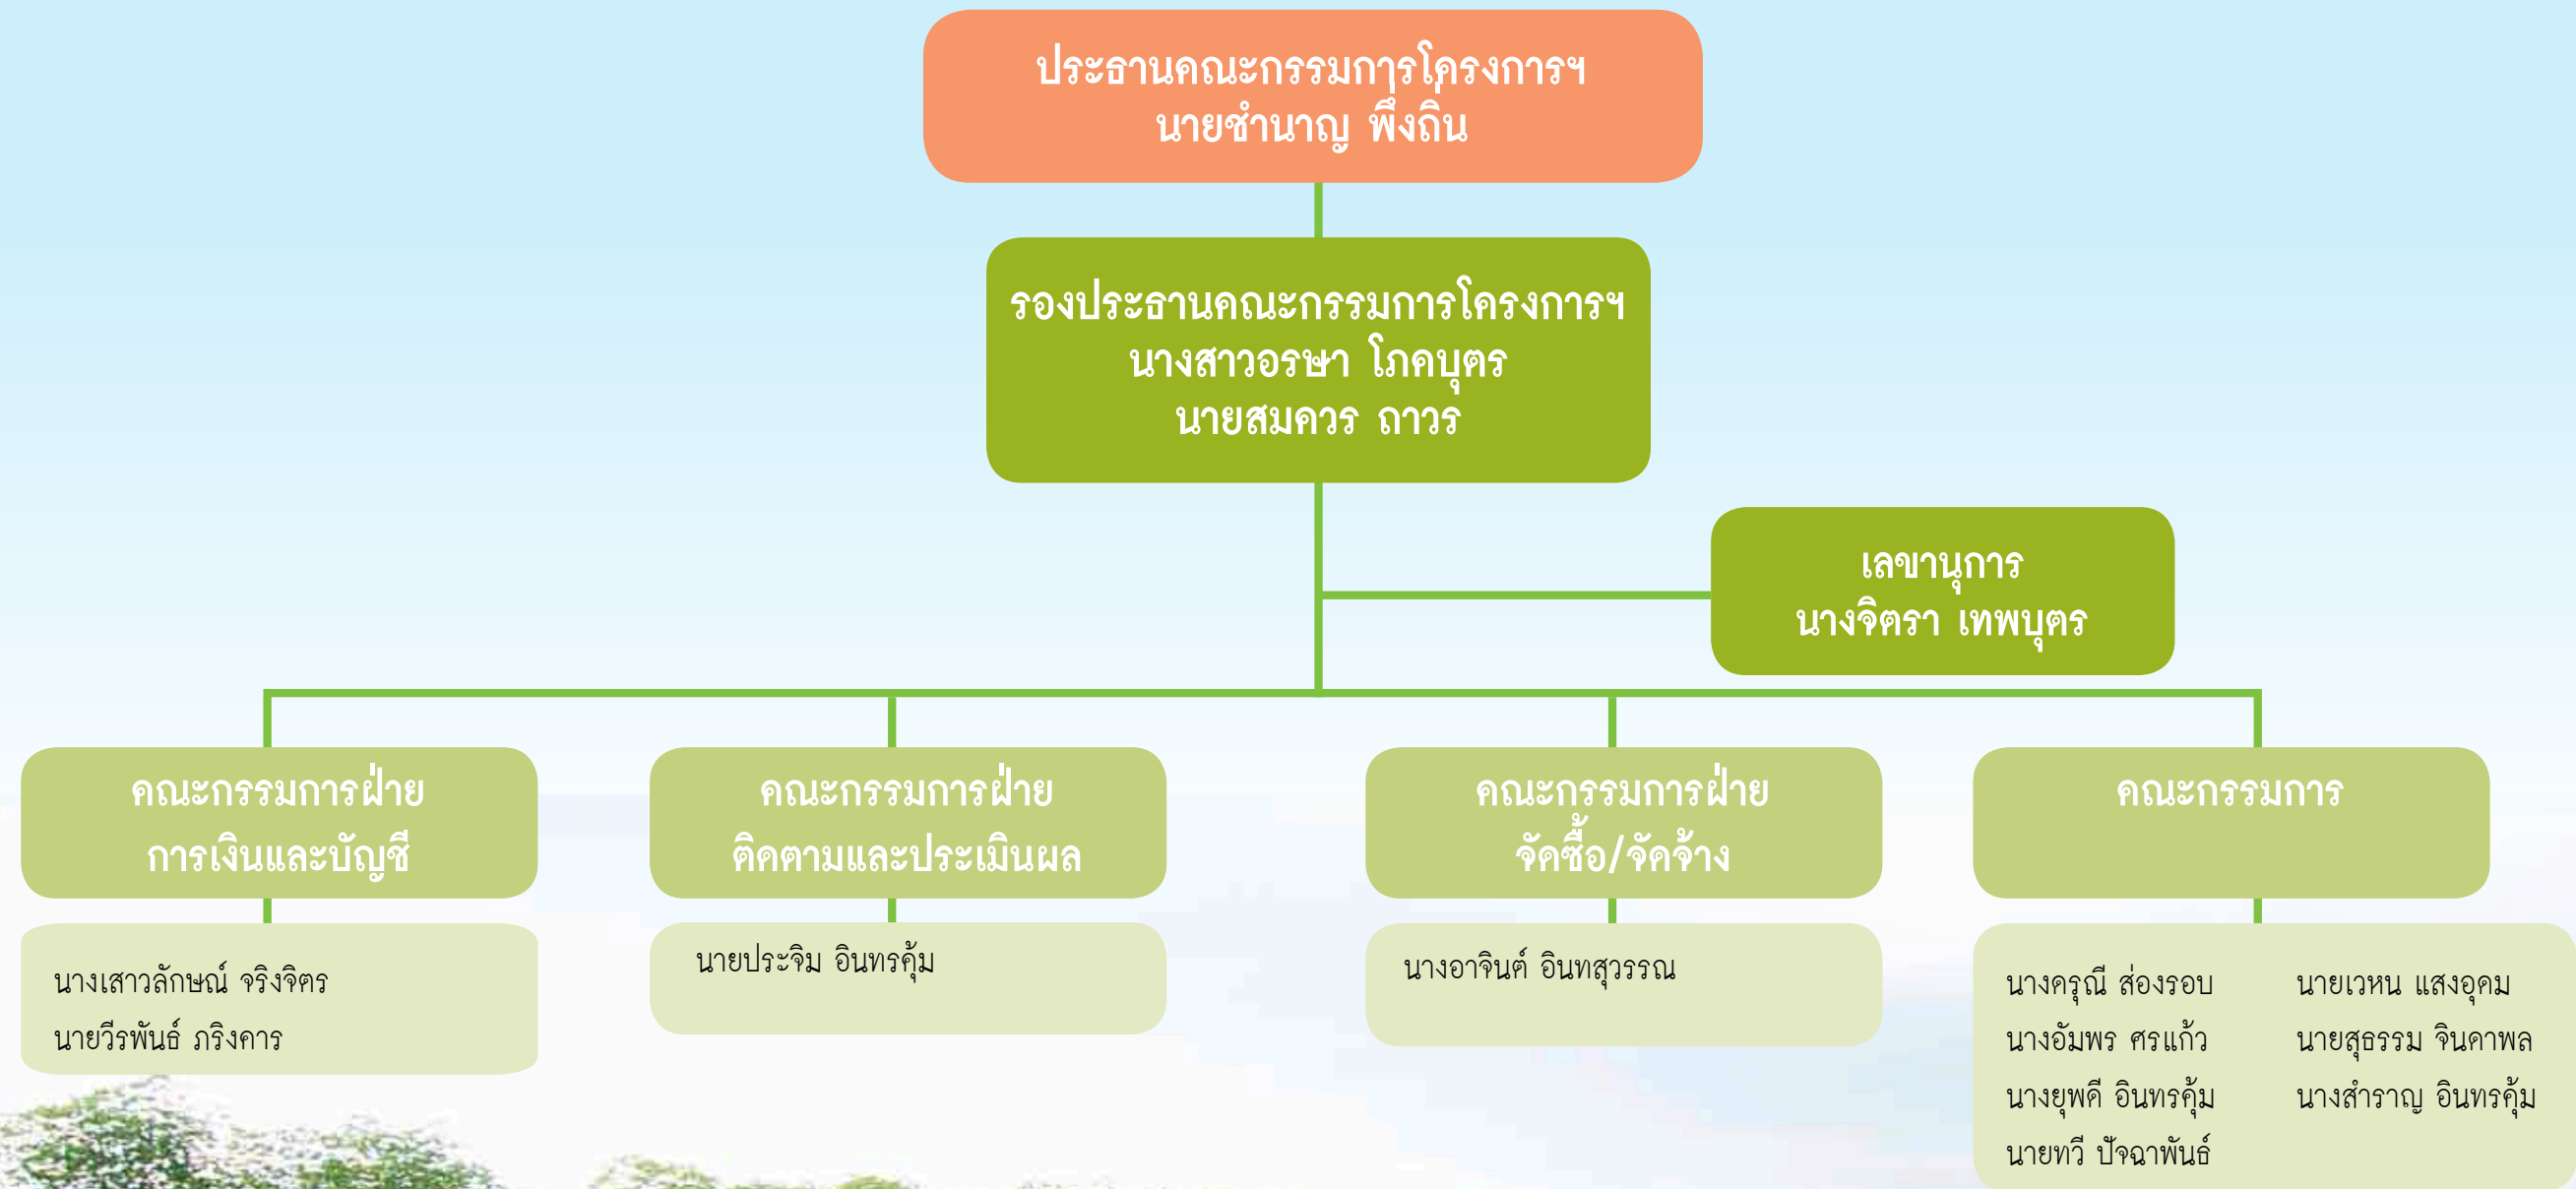 ประธานคณะกรรมการโครงการฯ
นายชำนาญ พึ่งถิ่น
รองประธานคณะกรรมการโครงการฯ
นางสาวอรษา โภคบุตร
นายสมควร ถาวร
เลขานุการ
นางจิตรา เทพบุตร
คณะกรรมการฝ่าย
การเงินและบัญชี
นางเสาวลักษณ์ จริงจิตร
นายวีรพันธ์ ภริงคาร
คณะกรรมการฝ่าย
ติดตามและประเมินผล
นายประจิม อินทรคุ้ม
คณะกรรมการฝ่าย
จัดซื้อ/จัดจ้าง
นางอาจินต์ อินทสุวรรณ
คณะกรรมการ
นางดรุณี ส่องรอบ
นางอัมพร ศรแก้ว
นางยุพดี อินทรคุ้ม
นายทวี ปัจฉาพันธ์
นายเวหน แสงอุดม
นายสุธรรม จินดาพล
นางสำราญ อินทรคุ้ม